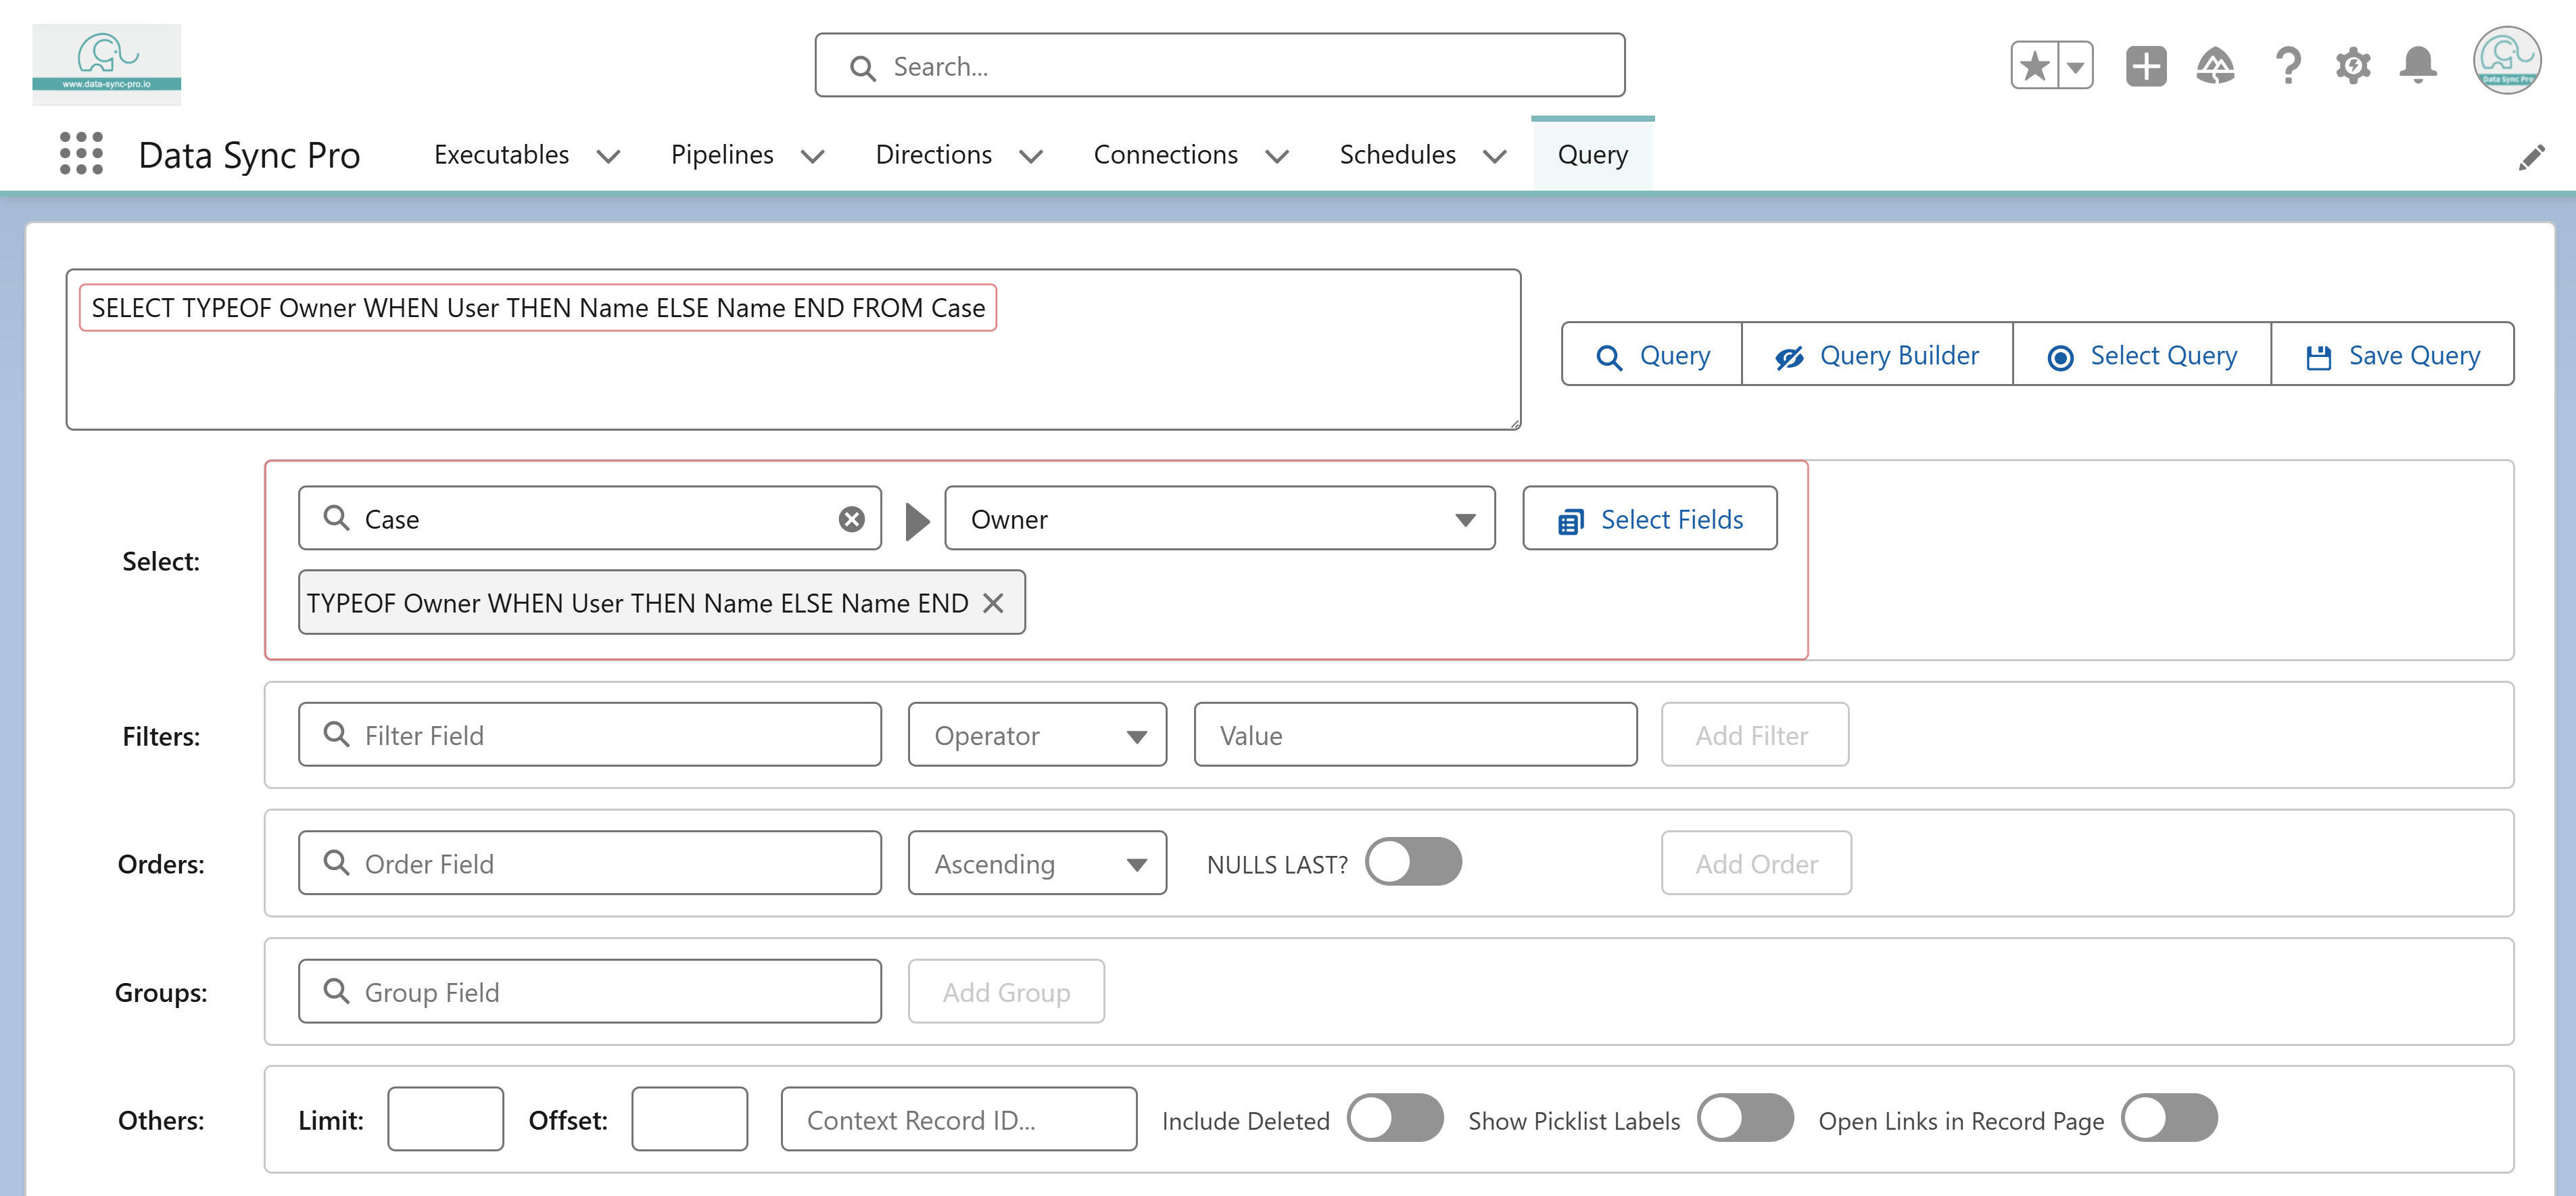 www.data-sync-pro.io
Search...
Data Sync Pro
Data Sync Pro Executables Pipelines Directions Connections Schedules Query
SELECT TYPEOF Owner WHEN User THEN Name ELSE Name END FROM Case
Query Query Builder Select Query Save Query
Select: Case Owner Select Fields
TYPEOF Owner WHEN User THEN Name ELSE Name END
Filters: Filter Field Operator Value Add Filter
Orders: Order Field Ascending NULLS LAST? Add Order
Groups: Group Field Add Group
Others: Limit: Offset: Context Record ID... Include Deleted Show Picklist Labels Open Links in Record Page